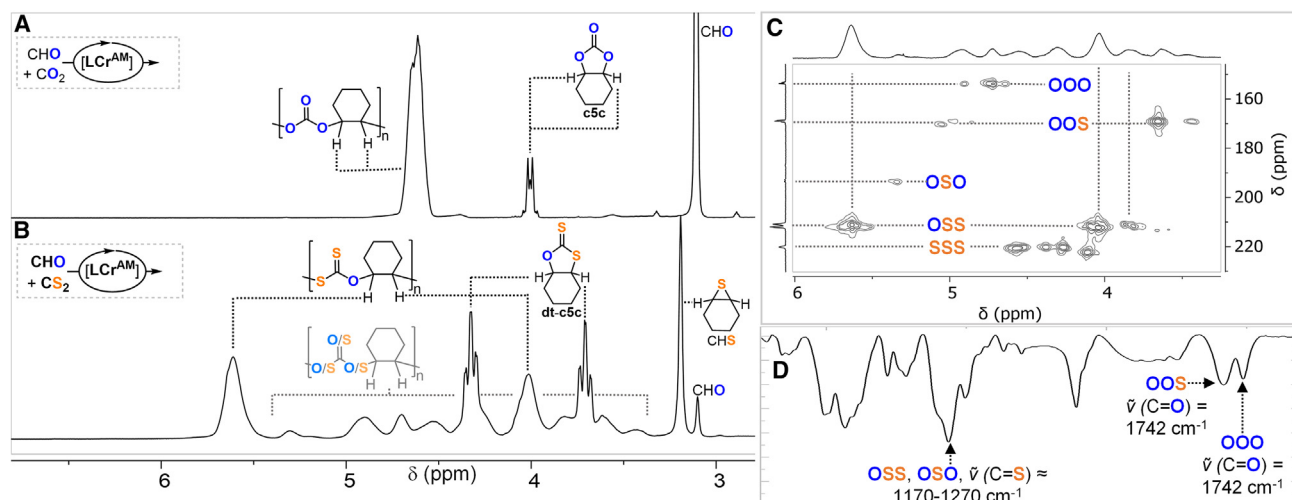 A
CHO
+ CO2
[LCrAM]
O
O
O
n
H
H
O
O
O
H
H
c5c
CHO
B
CHO
+ CS2
[LCrAM]
S
S
O
n
H
H
O/S
O/S
O/S
n
H
H
S
O
S
H
H
dt-c5c
S
H
H
CHS
CHO
6
5
4
3
δ (ppm)
C
OOO
OOS
OSO
OSS
SSS
160
180
200
220
δ (ppm)
6
5
4
δ (ppm)
D
OOS
ṽ (C=O) =
1742 cm-1
OOO
ṽ (C=O) =
1742 cm-1
OSS, OSO, ṽ (C=S) ≈
1170-1270 cm-1